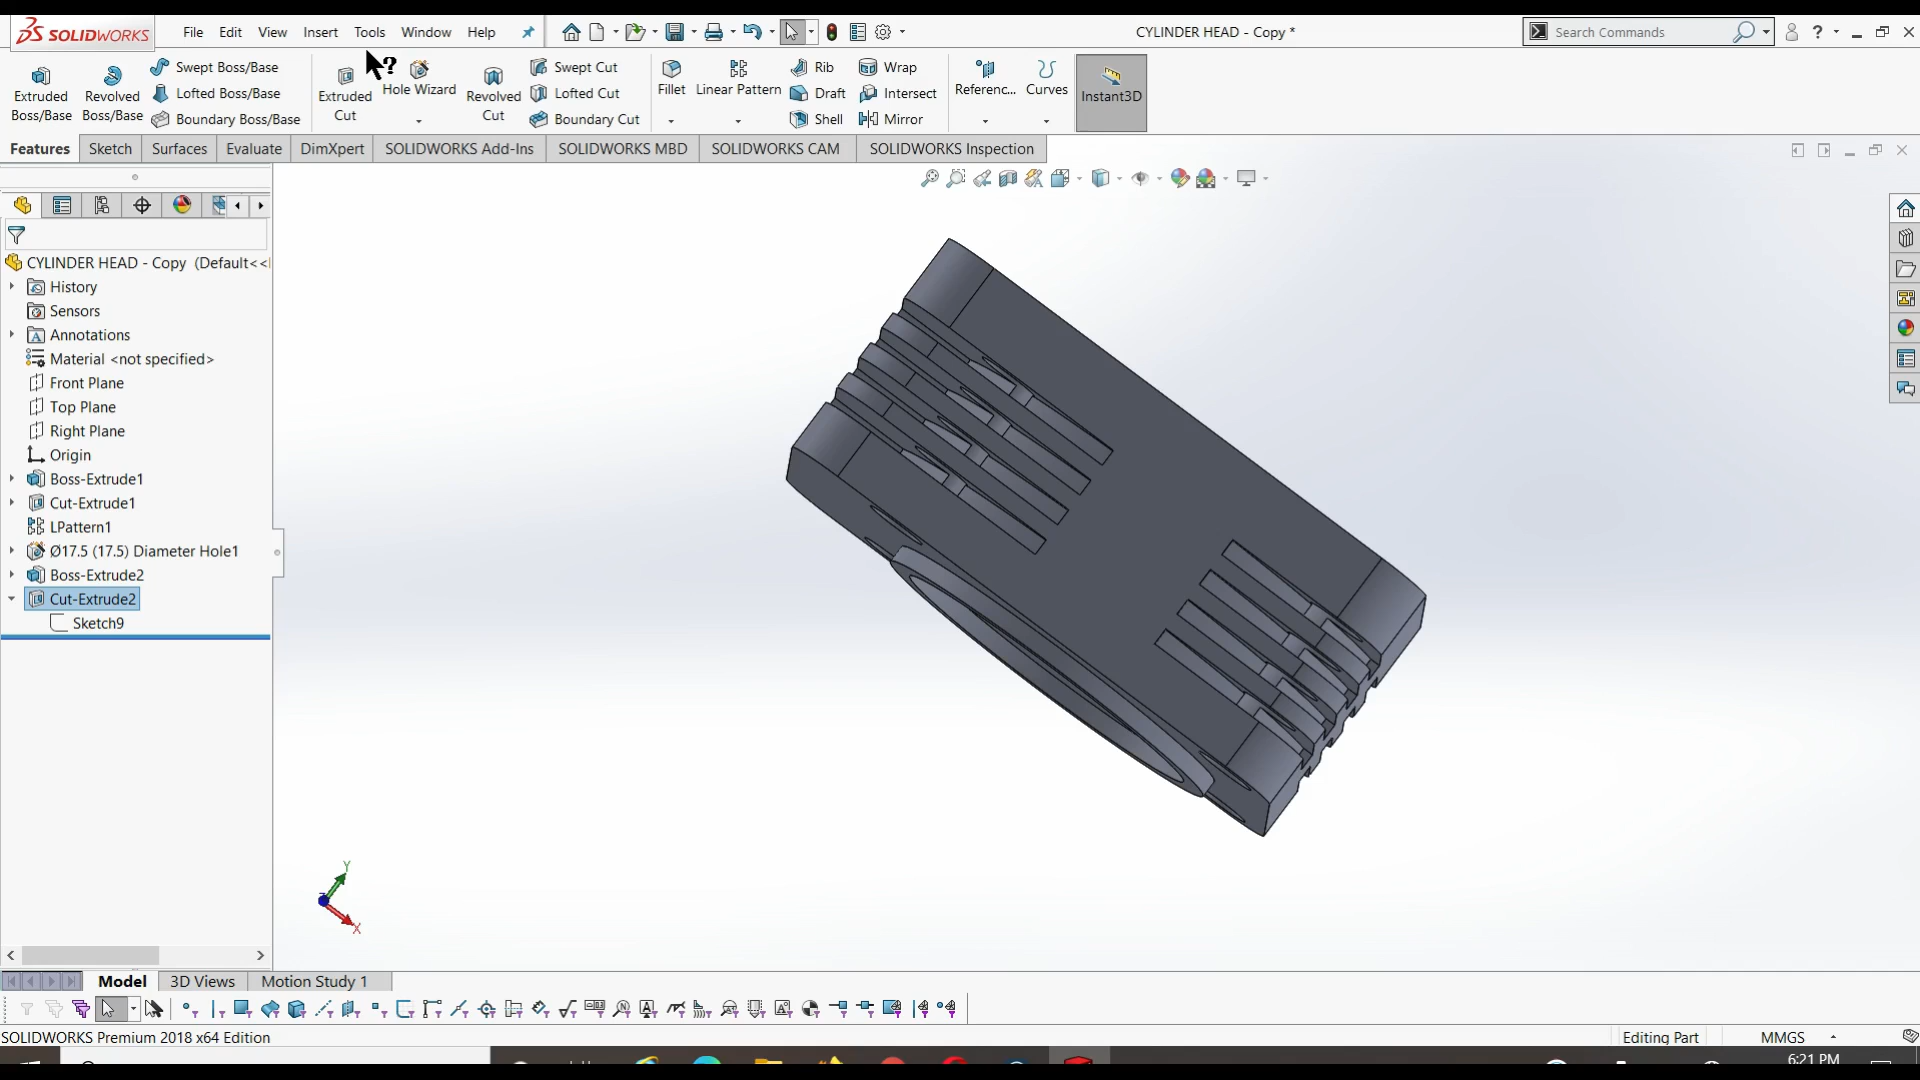 SOLIDWORKS File Edit View Insert Tools Window Help CYLINDER HEAD - Copy * Search Commands
Extruded Boss/Base
Revolved Boss/Base
Swept Boss/Base
Lofted Boss/Base
Boundary Boss/Base
Extruded Cut
Hole Wizard
Revolved Cut
Swept Cut
Lofted Cut
Boundary Cut
Fillet
Linear Pattern
Rib
Draft
Shell
Wrap
Intersect
Mirror
Referenc...
Curves
Instant3D
Features Sketch Surfaces Evaluate DimXpert SOLIDWORKS Add-Ins SOLIDWORKS MBD SOLIDWORKS CAM SOLIDWORKS Inspection
CYLINDER HEAD - Copy (Default<<
History
Sensors
Annotations
Material <not specified>
Front Plane
Top Plane
Right Plane
Origin
Boss-Extrude1
Cut-Extrude1
LPattern1
Ø17.5 (17.5) Diameter Hole1
Boss-Extrude2
Cut-Extrude2
Sketch9
Y
X
Model 3D Views Motion Study 1
SOLIDWORKS Premium 2018 x64 Edition Editing Part MMGS
6:21 PM